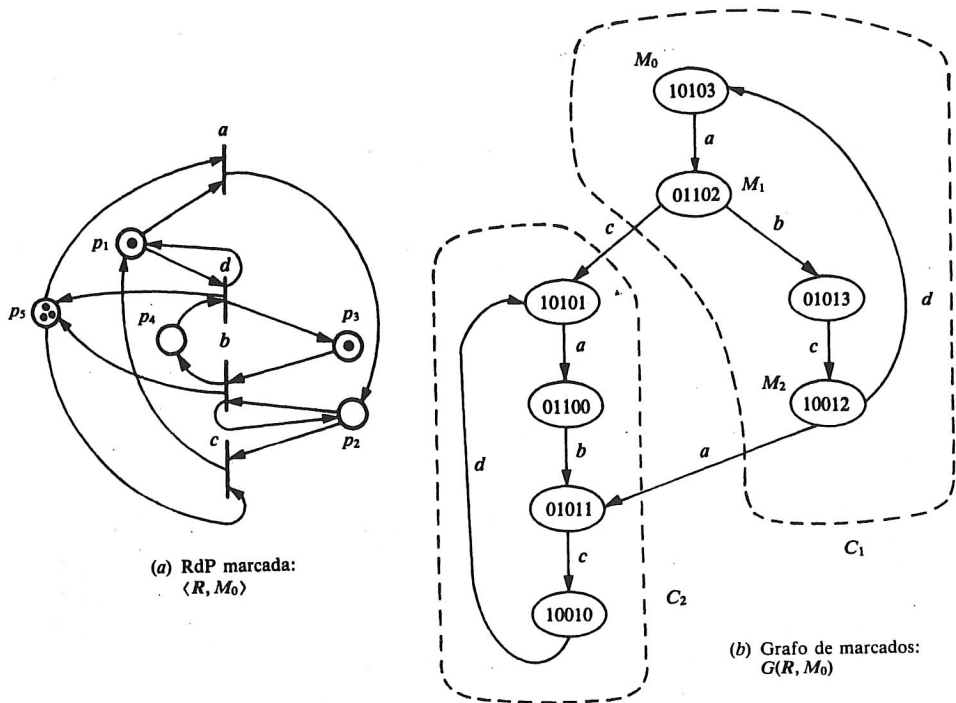 a
p₁
d
p₅
p₄
p₃
b
p₂
c
(a) RdP marcada:
⟨R, M₀⟩
M₀
10103
a
01102
M₁
c
b
10101
01013
d
a
c
01100
M₂
10012
d
b
a
01011
c
C₁
C₂
10010
(b) Grafo de marcados:
G(R, M₀)